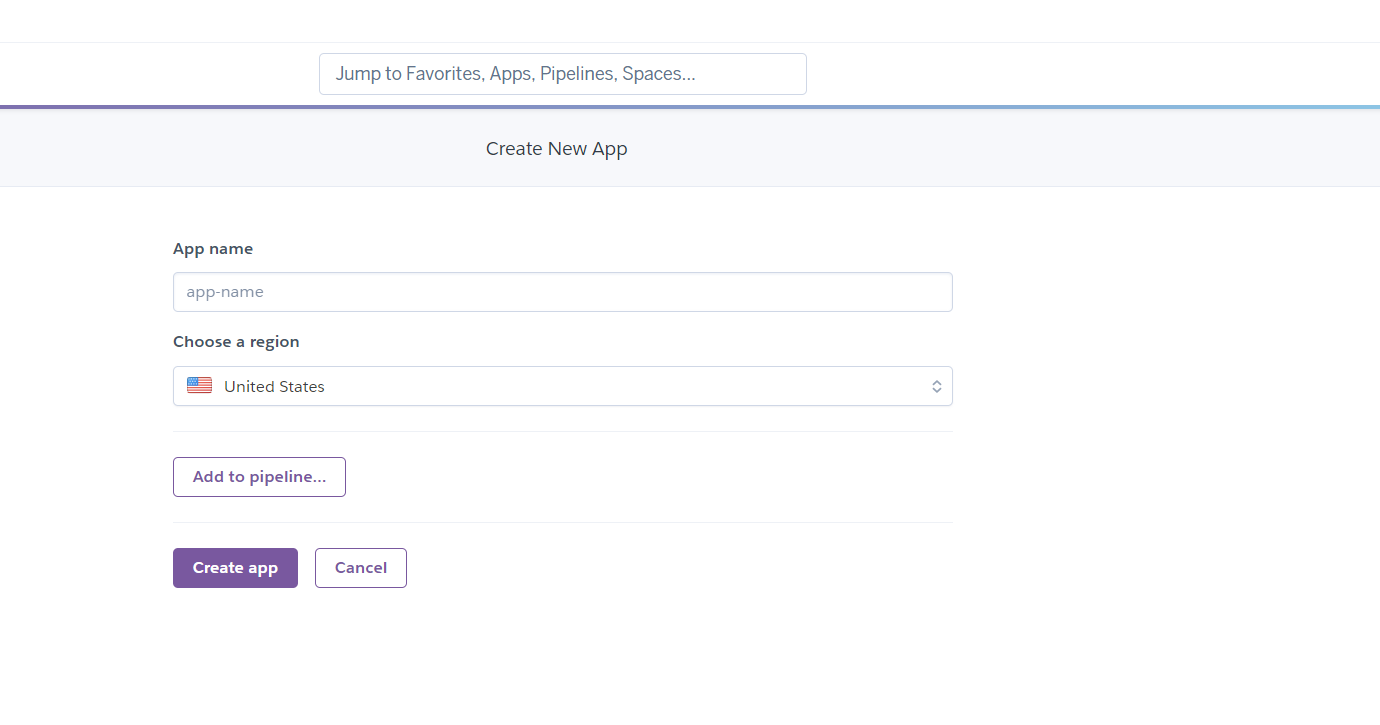 Jump to Favorites, Apps, Pipelines, Spaces...
Create New App
App name
app-name
Choose a region
United States
Add to pipeline...
Create app
Cancel